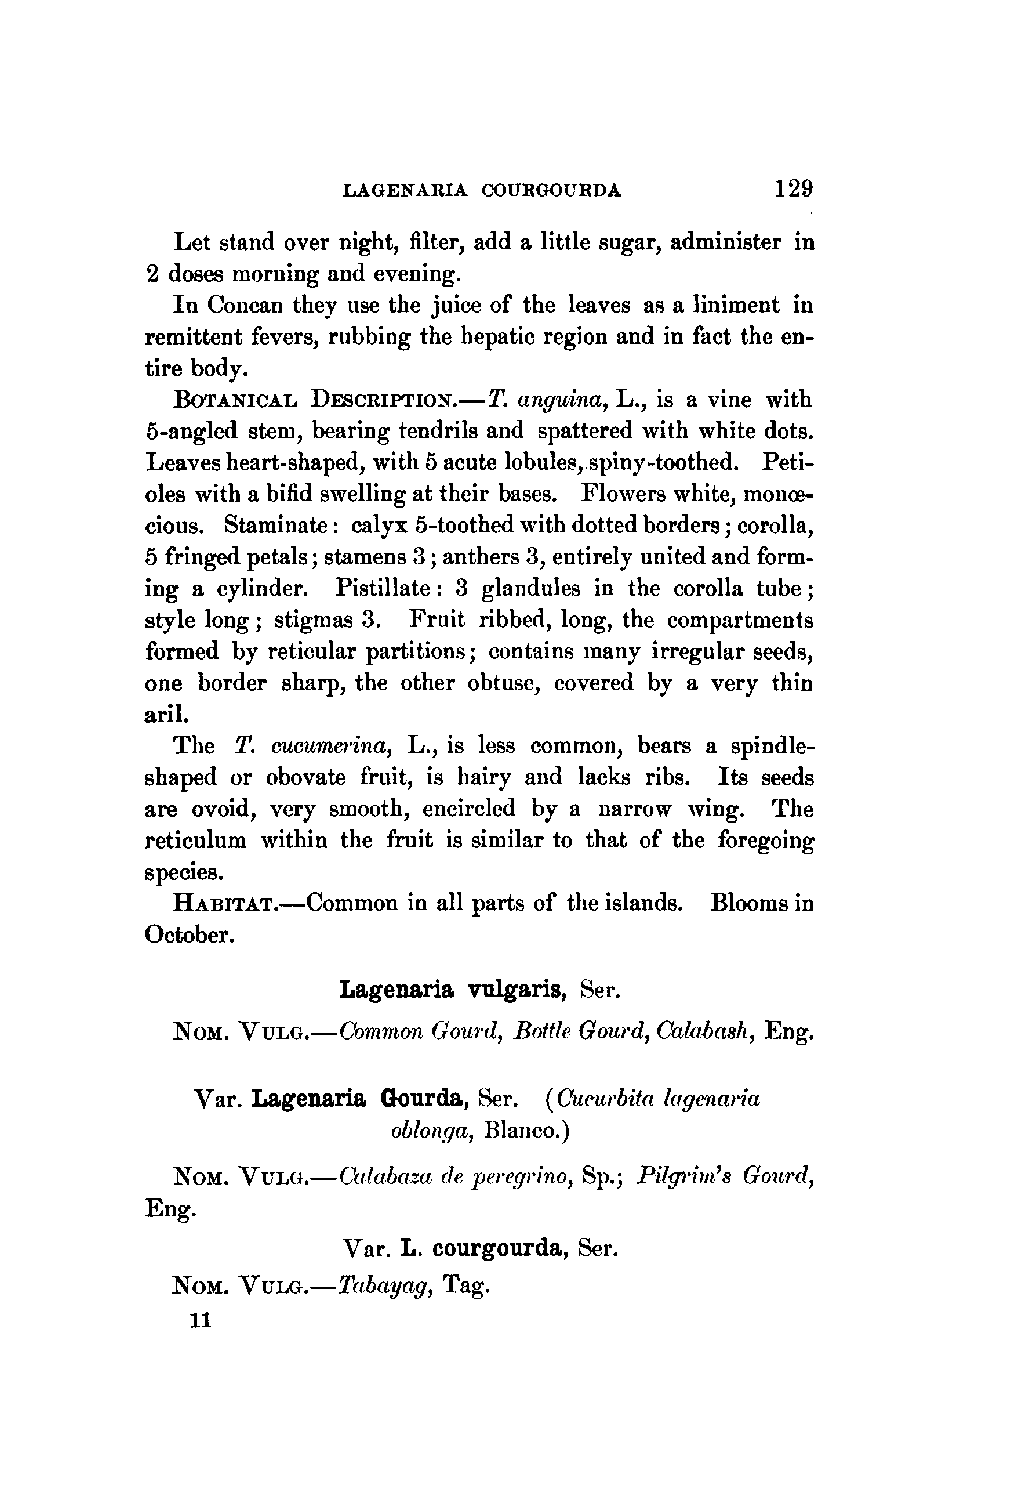 LAGENARIA COURGOURDA 129
Let stand over night, filter, add a little sugar, administer in
2 doses morning and evening.
In Concan they use the juice of the leaves as a liniment in
remittent fevers, rubbing the hepatic region and in fact the en-
tire body.
BOTANICAL DESCRIPTION.—T. anguina, L., is a vine with
5-angled stem, bearing tendrils and spattered with white dots.
Leaves heart-shaped, with 5 acute lobules, spiny-toothed. Peti-
oles with a bifid swelling at their bases. Flowers white, monœ-
cious. Staminate: calyx 5-toothed with dotted borders; corolla,
5 fringed petals; stamens 3; anthers 3, entirely united and form-
ing a cylinder. Pistillate: 3 glandules in the corolla tube;
style long; stigmas 3. Fruit ribbed, long, the compartments
formed by reticular partitions; contains many irregular seeds,
one border sharp, the other obtuse, covered by a very thin
aril.
The T. cucumerina, L., is less common, bears a spindle-
shaped or obovate fruit, is hairy and lacks ribs. Its seeds
are ovoid, very smooth, encircled by a narrow wing. The
reticulum within the fruit is similar to that of the foregoing
species.
HABITAT.—Common in all parts of the islands. Blooms in
October.
Lagenaria vulgaris, Ser.
NOM. VULG.—Common Gourd, Bottle Gourd, Calabash, Eng.
Var. Lagenaria Gourda, Ser. (Cucurbita lagenaria
oblonga, Blanco.)
NOM. VULG.—Calabaza de peregrino, Sp.; Pilgrim's Gourd,
Eng.
Var. L. courgourda, Ser.
NOM. VULG.—Tabayag, Tag.
11